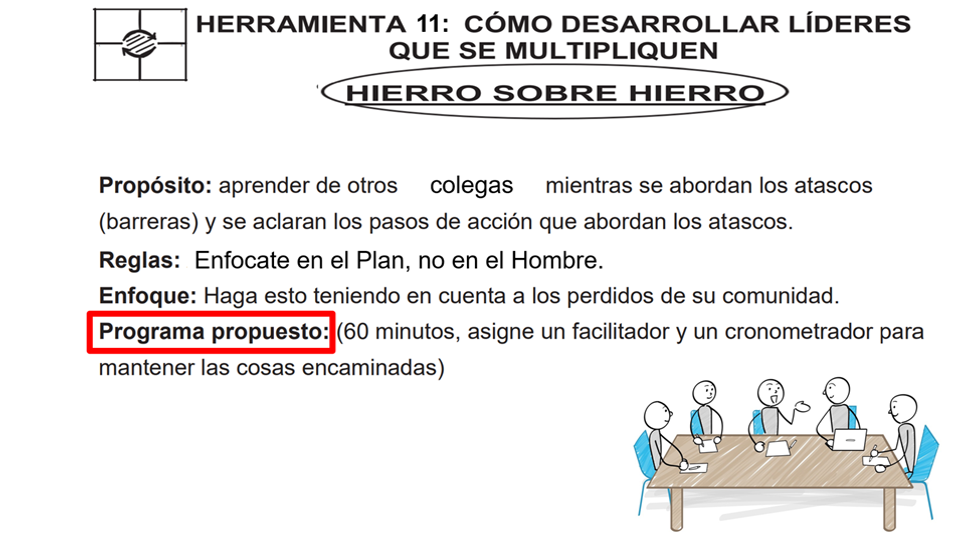 HERRAMIENTA 11: CÓMO DESARROLLAR LÍDERES
QUE SE MULTIPLIQUEN
HIERRO SOBRE HIERRO
Propósito: aprender de otros colegas mientras se abordan los atascos
(barreras) y se aclaran los pasos de acción que abordan los atascos.
Reglas: Enfocate en el Plan, no en el Hombre.
Enfoque: Haga esto teniendo en cuenta a los perdidos de su comunidad.
Programa propuesto: (60 minutos, asigne un facilitador y un cronometrador para
mantener las cosas encaminadas)